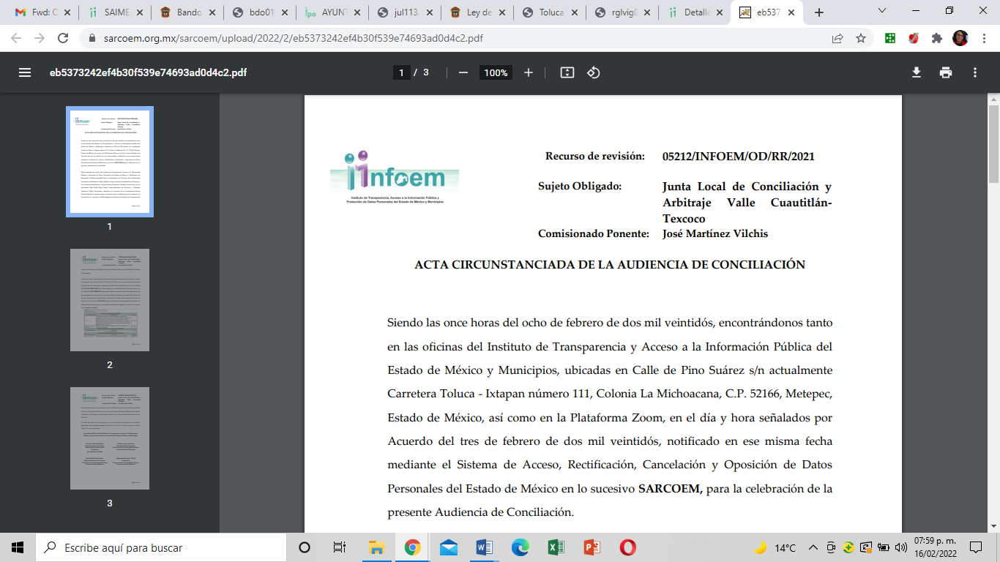 Fwd: C
SAIME
Bando
bdo01
AYUNT
jul113
Ley de
Toluca
rglvig
Detalle
eb537
sarcoem.org.mx/sarcoem/upload/2022/2/eb5373242ef4b30f539e74693ad0d4c2.pdf
eb5373242ef4b30f539e74693ad0d4c2.pdf
1 / 3
100%
1
2
3
infoem
Instituto de Transparencia, Acceso a la Información Pública y
Protección de Datos Personales del Estado de México y Municipios
Recurso de revisión: 05212/INFOEM/OD/RR/2021
Sujeto Obligado: Junta Local de Conciliación y
Arbitraje Valle Cuautitlán-
Texcoco
Comisionado Ponente: José Martínez Vilchis
ACTA CIRCUNSTANCIADA DE LA AUDIENCIA DE CONCILIACIÓN
Siendo las once horas del ocho de febrero de dos mil veintidós, encontrándonos tanto
en las oficinas del Instituto de Transparencia y Acceso a la Información Pública del
Estado de México y Municipios, ubicadas en Calle de Pino Suárez s/n actualmente
Carretera Toluca - Ixtapan número 111, Colonia La Michoacana, C.P. 52166, Metepec,
Estado de México, así como en la Plataforma Zoom, en el día y hora señalados por
Acuerdo del tres de febrero de dos mil veintidós, notificado en ese misma fecha
mediante el Sistema de Acceso, Rectificación, Cancelación y Oposición de Datos
Personales del Estado de México en lo sucesivo SARCOEM, para la celebración de la
presente Audiencia de Conciliación.
Escribe aquí para buscar
14°C
07:59 p. m.
16/02/2022